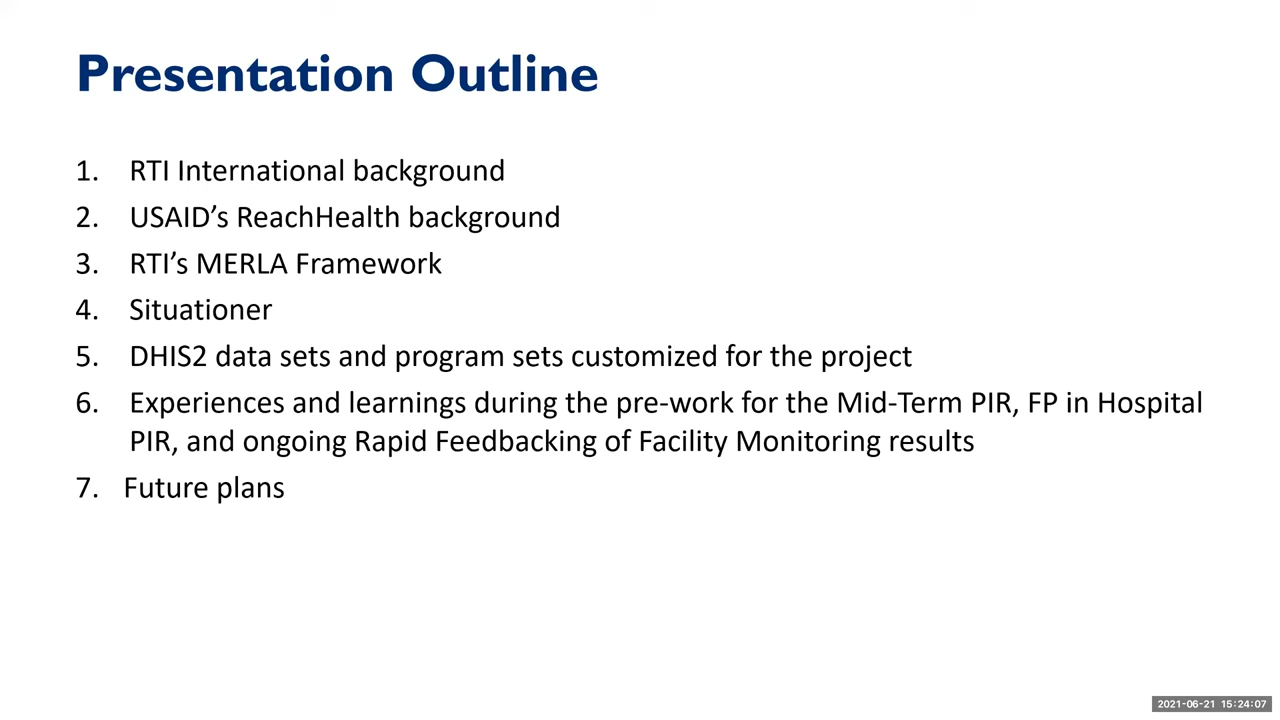 Presentation Outline
1. RTI International background
2. USAID’s ReachHealth background
3. RTI’s MERLA Framework
4. Situationer
5. DHIS2 data sets and program sets customized for the project
6. Experiences and learnings during the pre-work for the Mid-Term PIR, FP in Hospital
PIR, and ongoing Rapid Feedbacking of Facility Monitoring results
7. Future plans
2021-06-21 15:24:07